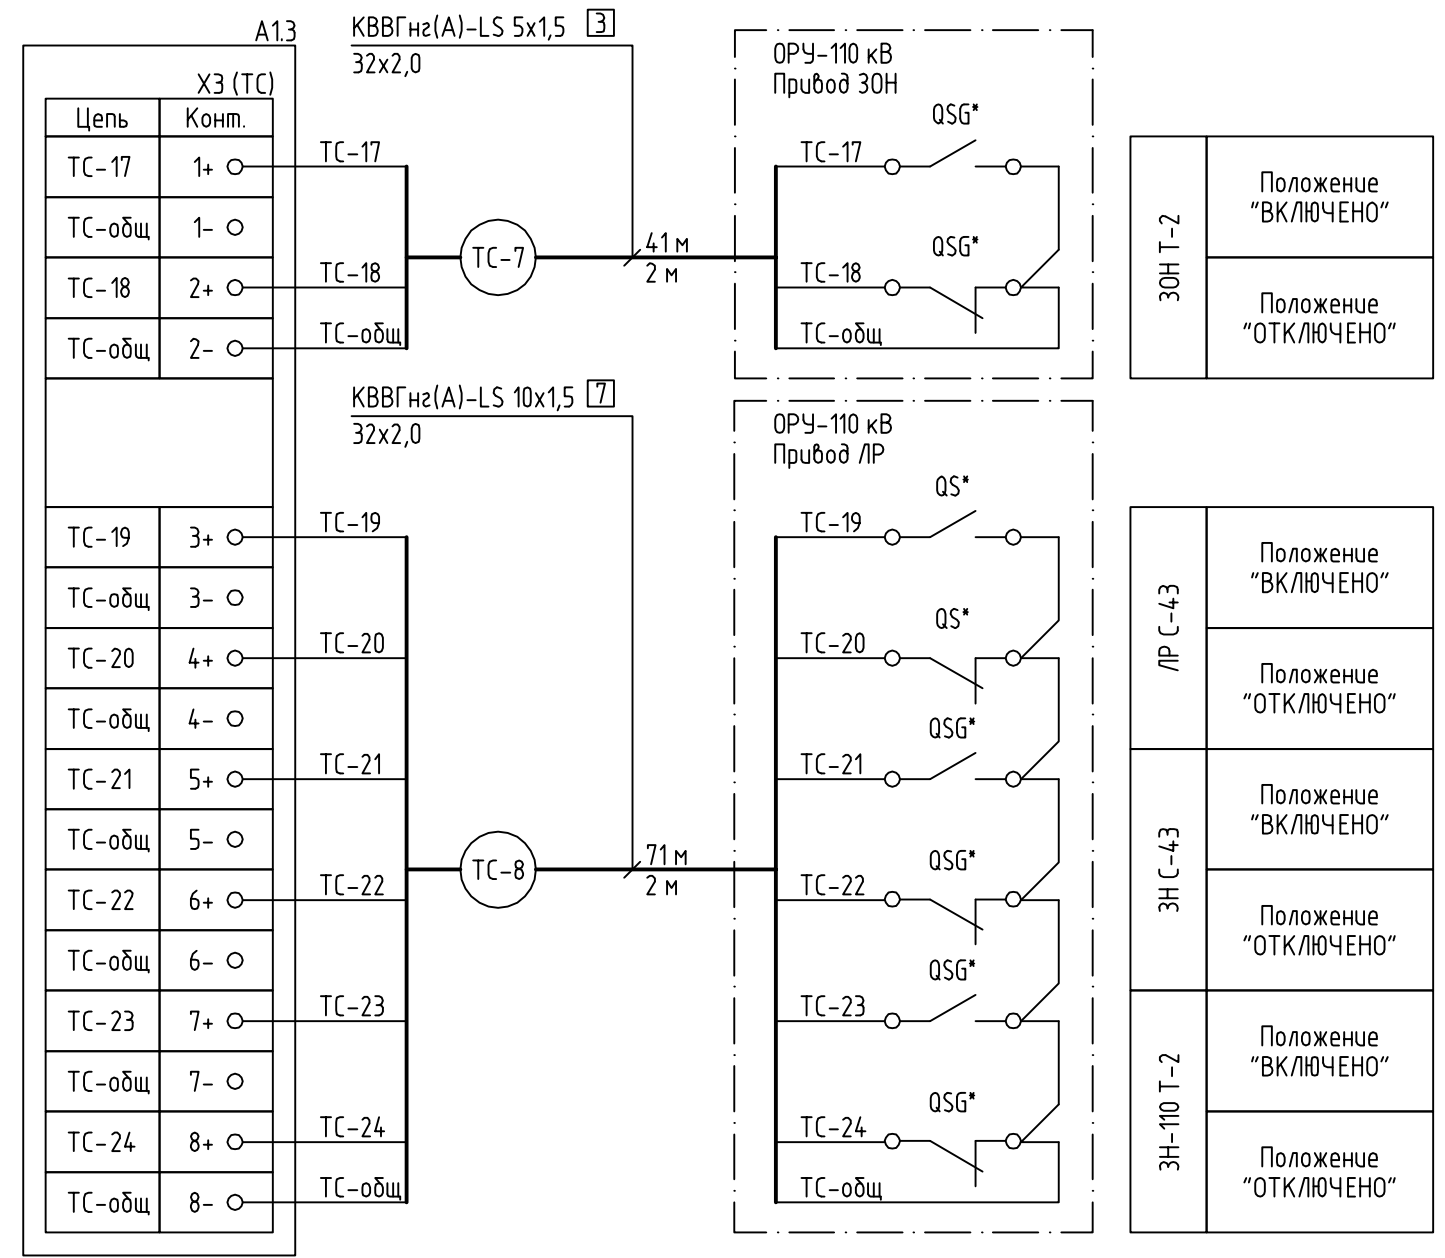 А1.3
КВВГнг(А)-LS 5х1,5 3
32х2,0
Х3 (ТС)
Цепь Конт.
ТС-17 1+
ТС-общ 1-
ТС-18 2+
ТС-общ 2-
ТС-17
ТС-18
ТС-общ
ТС-7
41 м
2 м
ОРУ-110 кВ
Привод ЗОН
QSG*
ТС-17
QSG*
ТС-18
ТС-общ
ЗОН Т-2
Положение
"ВКЛЮЧЕНО"
Положение
"ОТКЛЮЧЕНО"
КВВГнг(А)-LS 10х1,5 7
32х2,0
ТС-19 3+
ТС-общ 3-
ТС-20 4+
ТС-общ 4-
ТС-21 5+
ТС-общ 5-
ТС-22 6+
ТС-общ 6-
ТС-23 7+
ТС-общ 7-
ТС-24 8+
ТС-общ 8-
ТС-19
ТС-20
ТС-21
ТС-22
ТС-23
ТС-24
ТС-общ
ТС-8
71 м
2 м
ОРУ-110 кВ
Привод ЛР
QS*
ТС-19
QS*
ТС-20
QSG*
ТС-21
QSG*
ТС-22
QSG*
ТС-23
QSG*
ТС-24
ТС-общ
ЛР С-43
Положение
"ВКЛЮЧЕНО"
Положение
"ОТКЛЮЧЕНО"
ЗН С-43
Положение
"ВКЛЮЧЕНО"
Положение
"ОТКЛЮЧЕНО"
ЗН-110 Т-2
Положение
"ВКЛЮЧЕНО"
Положение
"ОТКЛЮЧЕНО"